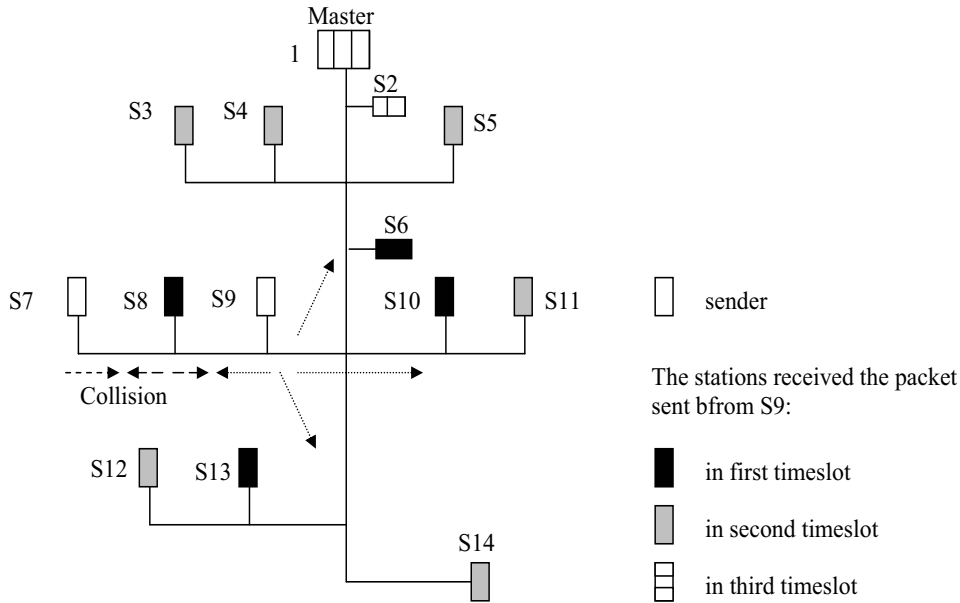 Master
1
S2
S3
S4
S5
S6
S7
S8
S9
S10
S11
sender
Collision
The stations received the packet
sent bfrom S9:
S12
S13
in first timeslot
in second timeslot
S14
in third timeslot